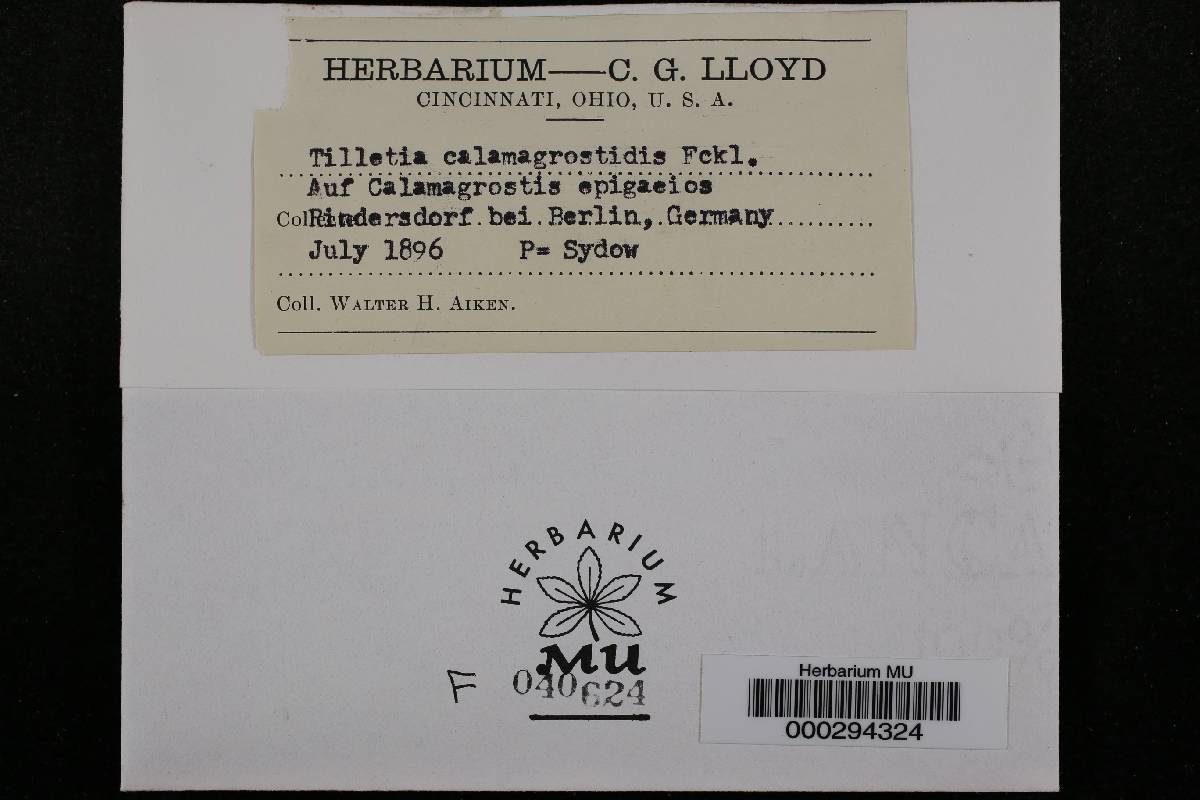 HERBARIUM——C. G. LLOYD
CINCINNATI, OHIO, U. S. A.
Tilletia calamagrostidis Fckl.
Auf Calamagrostis epigaeios
Rindersdorf bei Berlin, Germany
July 1896 P= Sydow
Coll. WALTER H. AIKEN.
HERBARIUM
MU
F
040624
Herbarium MU
000294324